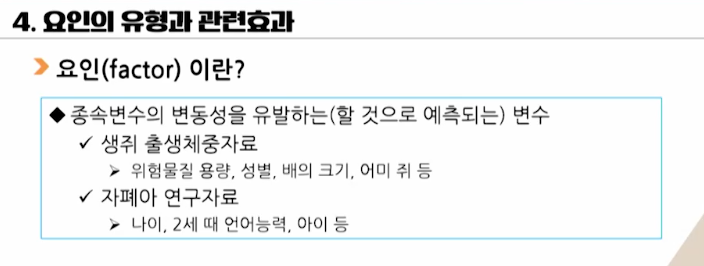 4. 요인의 유형과 관련효과
요인(factor) 이란?
◆ 종속변수의 변동성을 유발하는(할 것으로 예측되는) 변수
✓ 생쥐 출생체중자료
➢ 위험물질 용량, 성별, 배의 크기, 어미 쥐 등
✓ 자폐아 연구자료
➢ 나이, 2세 때 언어능력, 아이 등